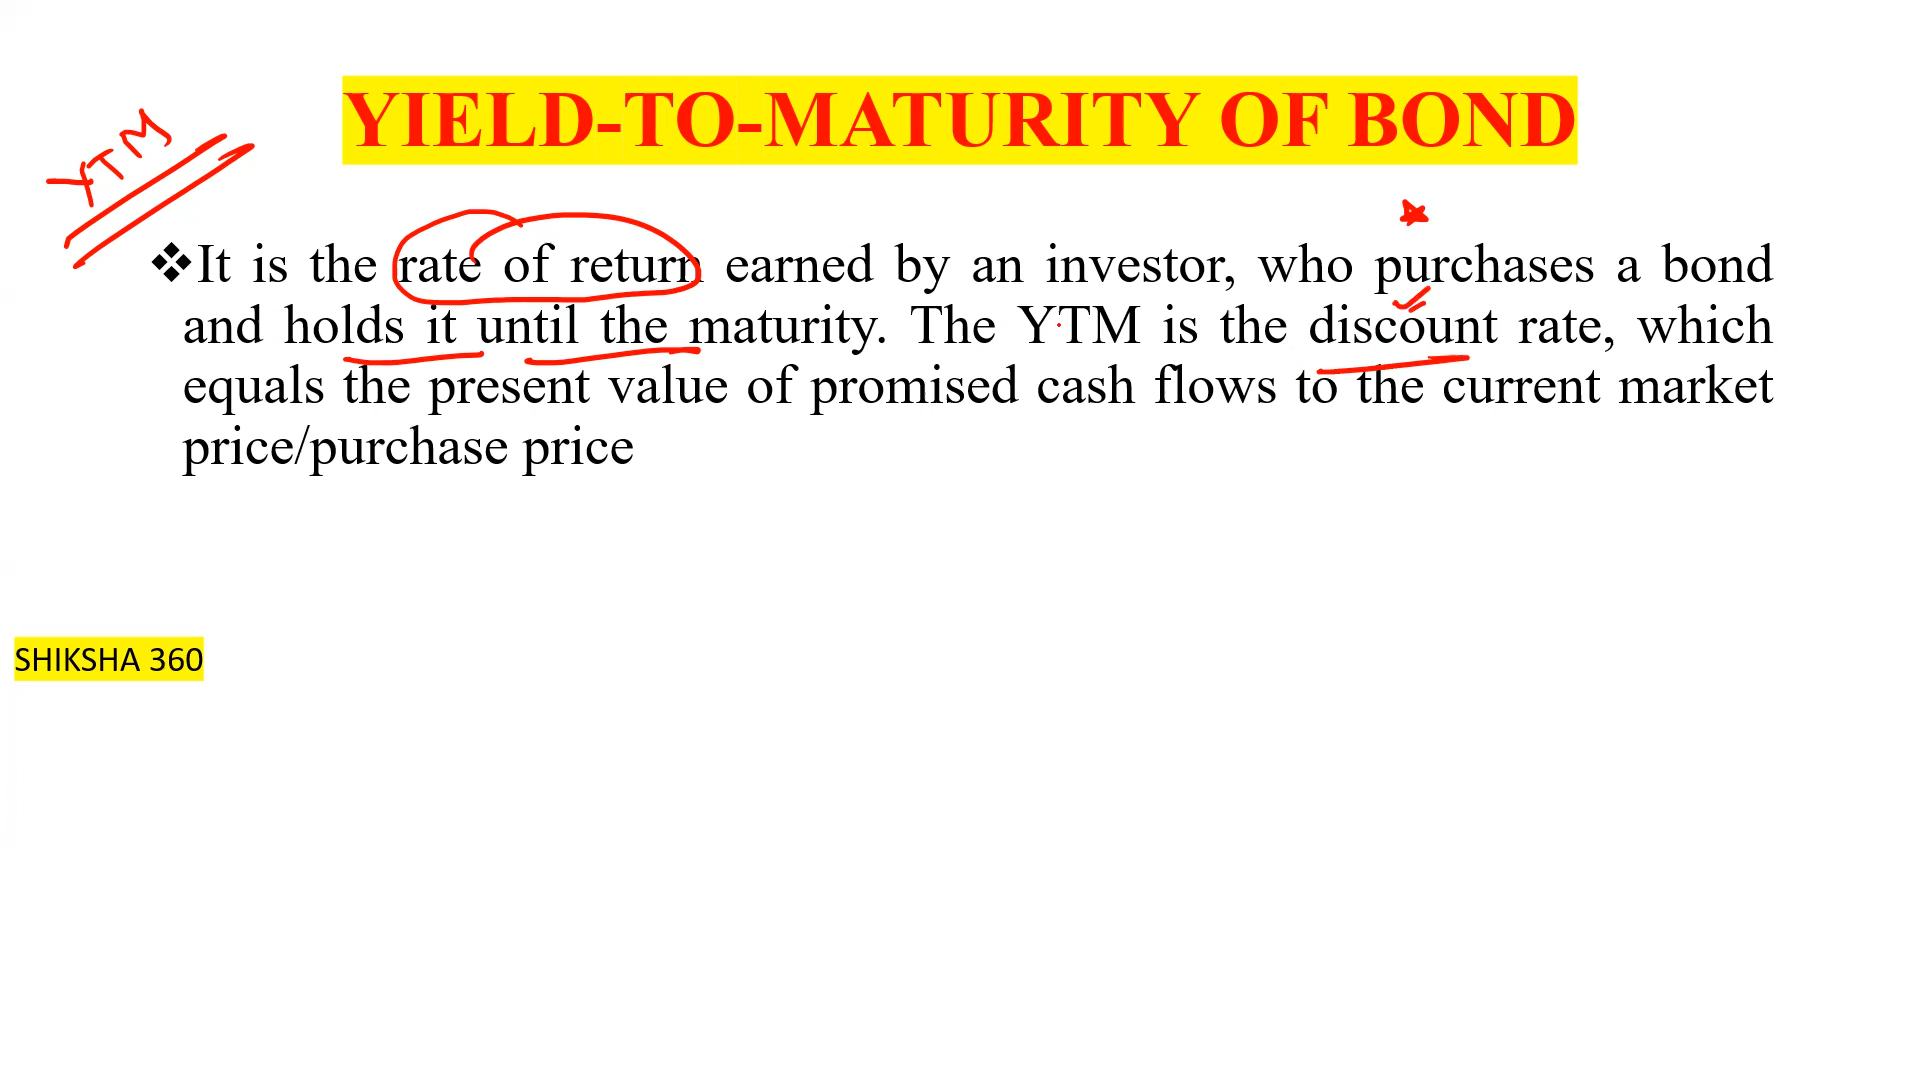 YIELD-TO-MATURITY OF BOND
YTM
❖It is the rate of return earned by an investor, who purchases a bond
and holds it until the maturity. The YTM is the discount rate, which
equals the present value of promised cash flows to the current market
price/purchase price
SHIKSHA 360